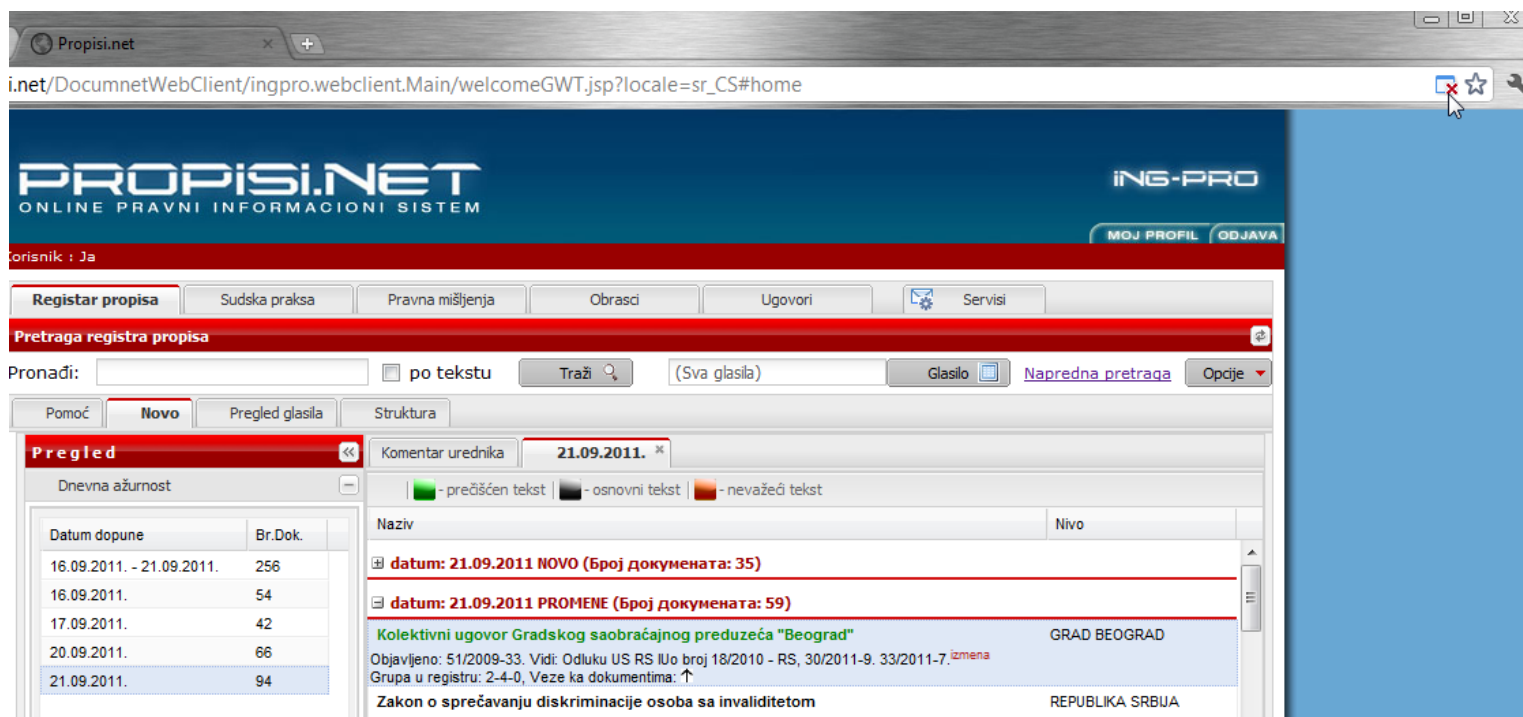 Propisi.net
i.net/DocumnetWebClient/ingpro.webclient.Main/welcomeGWT.jsp?locale=sr_CS#home
PROPISI.NET
ONLINE PRAVNI INFORMACIONI SISTEM
ING-PRO
MOJ PROFIL ODJAVA
Korisnik : Ja
Registar propisa Sudska praksa Pravna mišljenja Obrasci Ugovori Servisi
Pretraga registra propisa
Pronađi: po tekstu Traži (Sva glasila) Glasilo Napredna pretraga Opcije
Pomoć Novo Pregled glasila Struktura
Pregled
Komentar urednika 21.09.2011.
Dnevna ažurnost
- prečišćen tekst | - osnovni tekst | - nevažeći tekst
Naziv Nivo
Datum dopune Br.Dok.
16.09.2011. - 21.09.2011. 256
16.09.2011. 54
17.09.2011. 42
20.09.2011. 66
21.09.2011. 94
datum: 21.09.2011 NOVO (Број докумената: 35)
datum: 21.09.2011 PROMENE (Број докумената: 59)
Kolektivni ugovor Gradskog saobraćajnog preduzeća "Beograd" GRAD BEOGRAD
Objavljeno: 51/2009-33. Vidi: Odluku US RS IUo broj 18/2010 - RS, 30/2011-9. 33/2011-7. izmena
Grupa u registru: 2-4-0, Veze ka dokumentima: ↑
Zakon o sprečavanju diskriminacije osoba sa invaliditetom REPUBLIKA SRBIJA